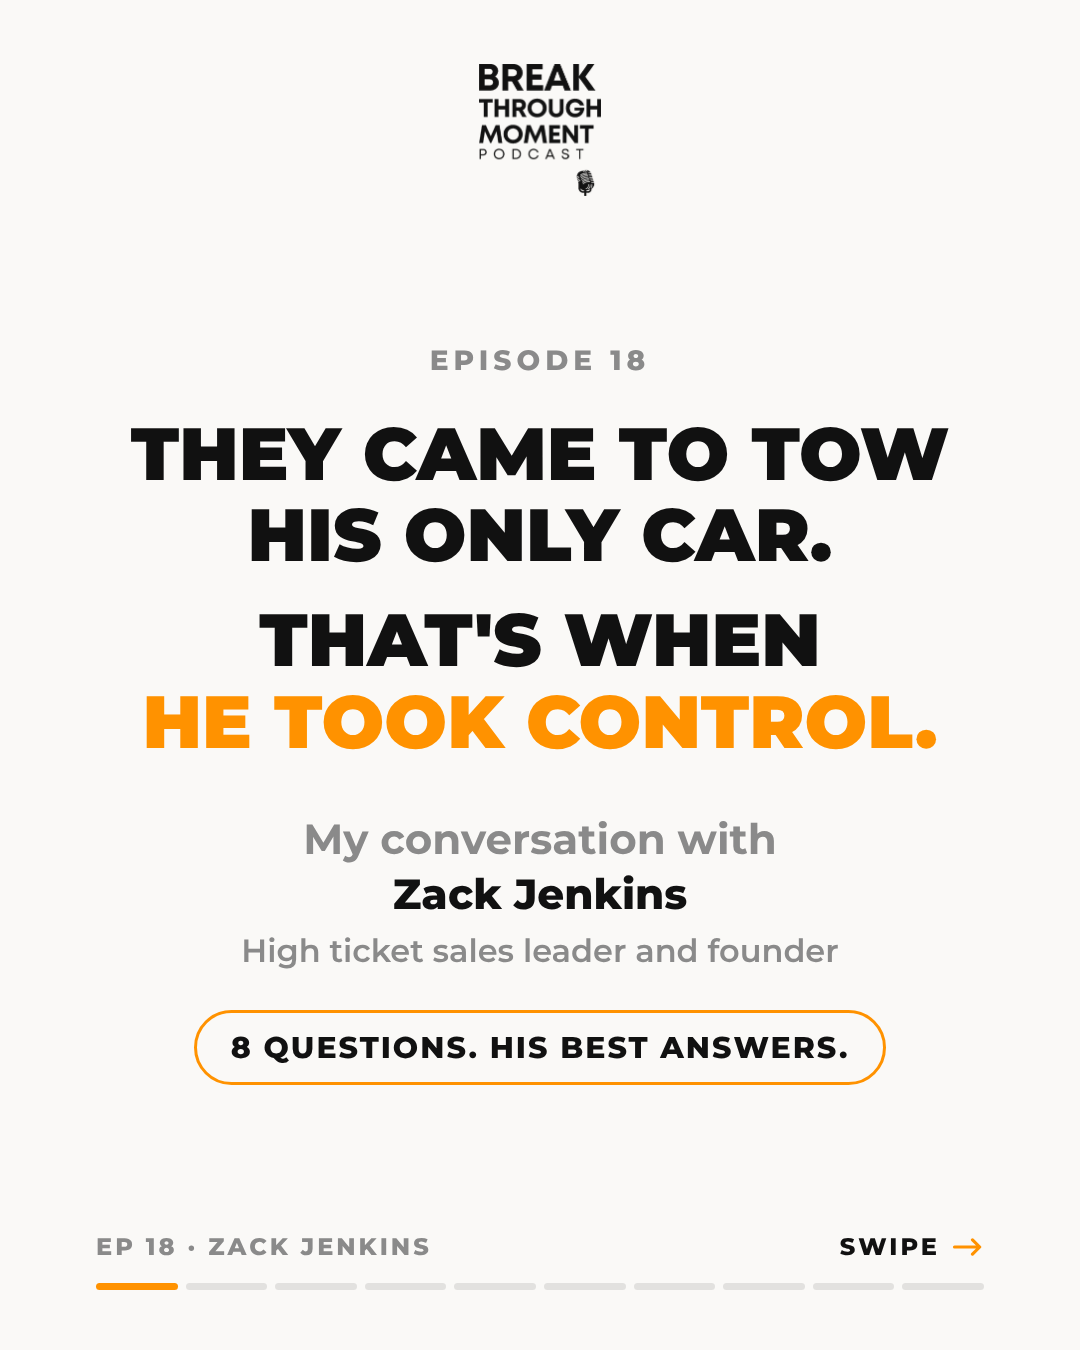 BREAK
THROUGH
MOMENT
PODCAST
EPISODE 18
THEY CAME TO TOW
HIS ONLY CAR.
THAT'S WHEN
HE TOOK CONTROL.
My conversation with
Zack Jenkins
High ticket sales leader and founder
8 QUESTIONS. HIS BEST ANSWERS.
EP 18 · ZACK JENKINS
SWIPE →